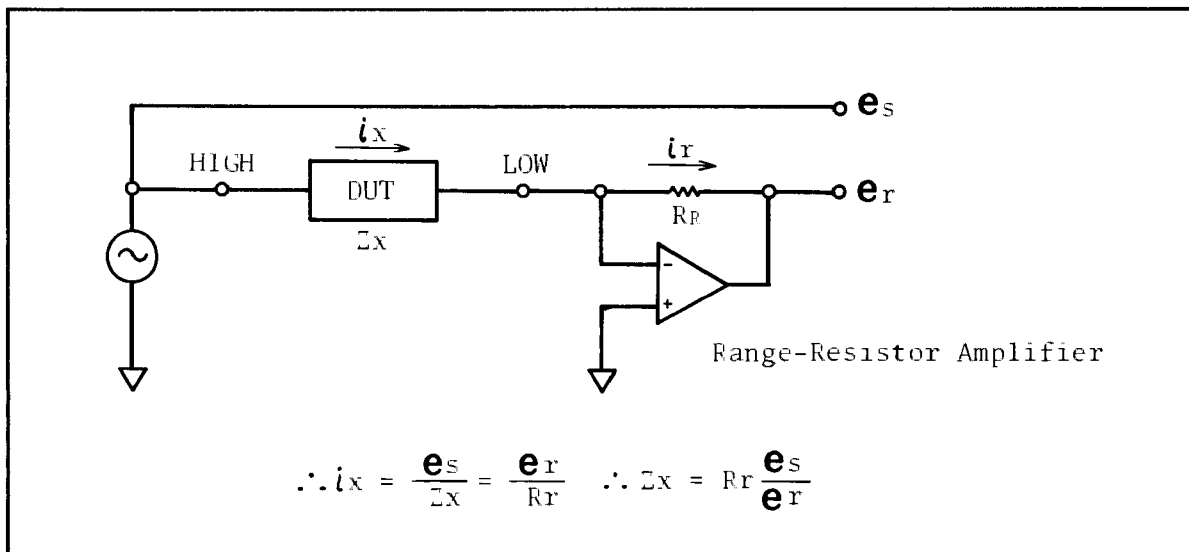 es
ix
ir
HIGH
DUT
LOW
er
Zx
RR
-
+
Range-Resistor Amplifier
∴ ix = es/Zx = er/Rr ∴ Zx = Rr es/er